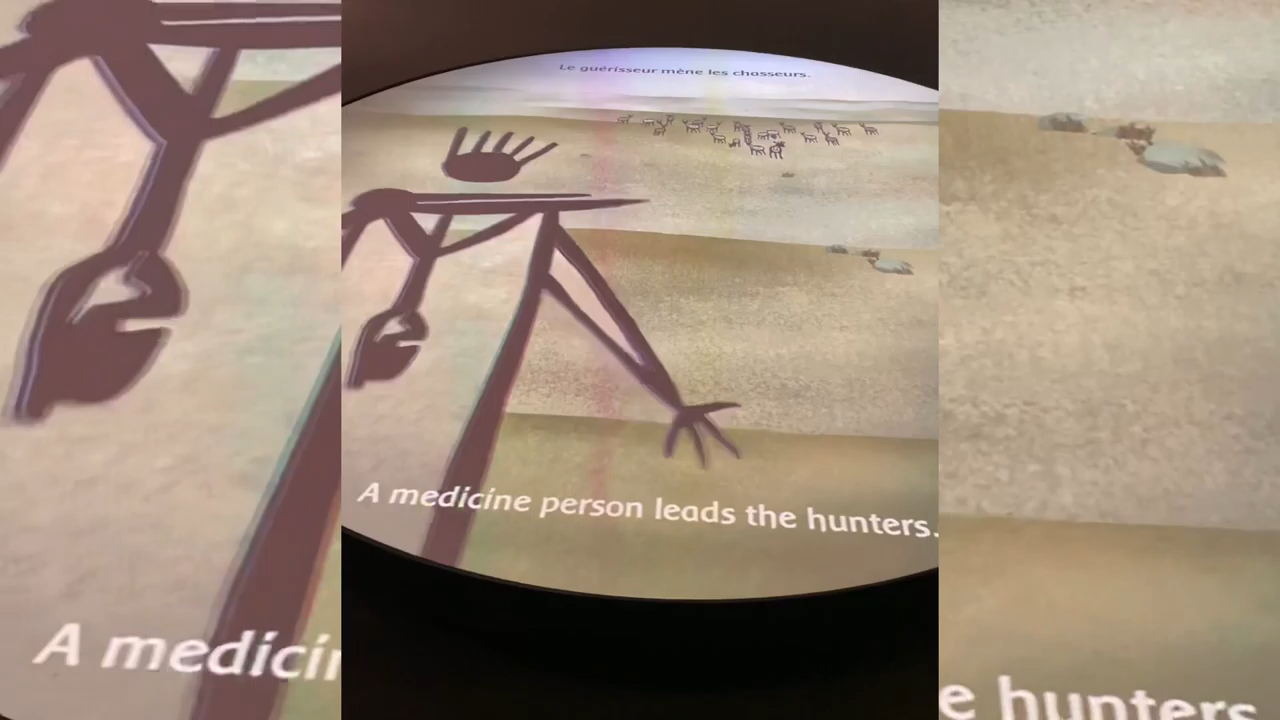 Le guérisseur mène les chasseurs.
A medicine person leads the hunters.
A medicin
e hunters